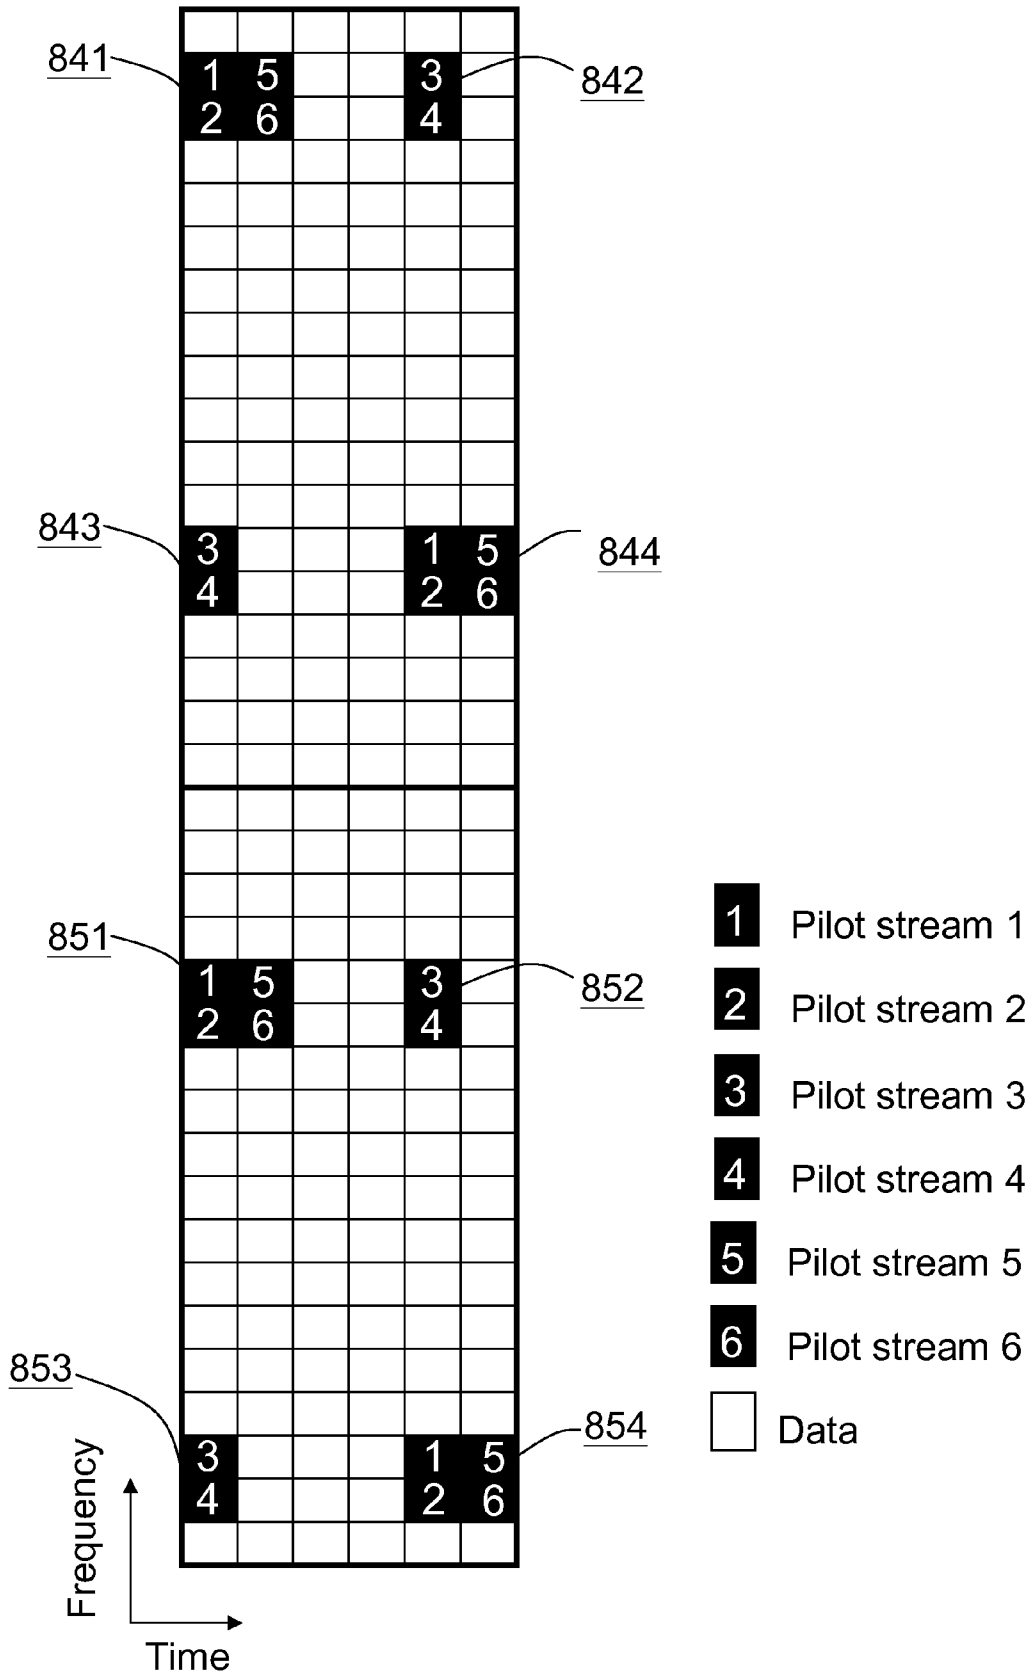 841
1 5
3
842
2 6
4
843
3
1 5
844
4
2 6
851
1 5
3
852
2 6
4
853
3
1 5
854
4
2 6
1 Pilot stream 1
2 Pilot stream 2
3 Pilot stream 3
4 Pilot stream 4
5 Pilot stream 5
6 Pilot stream 6
Data
Frequency
Time